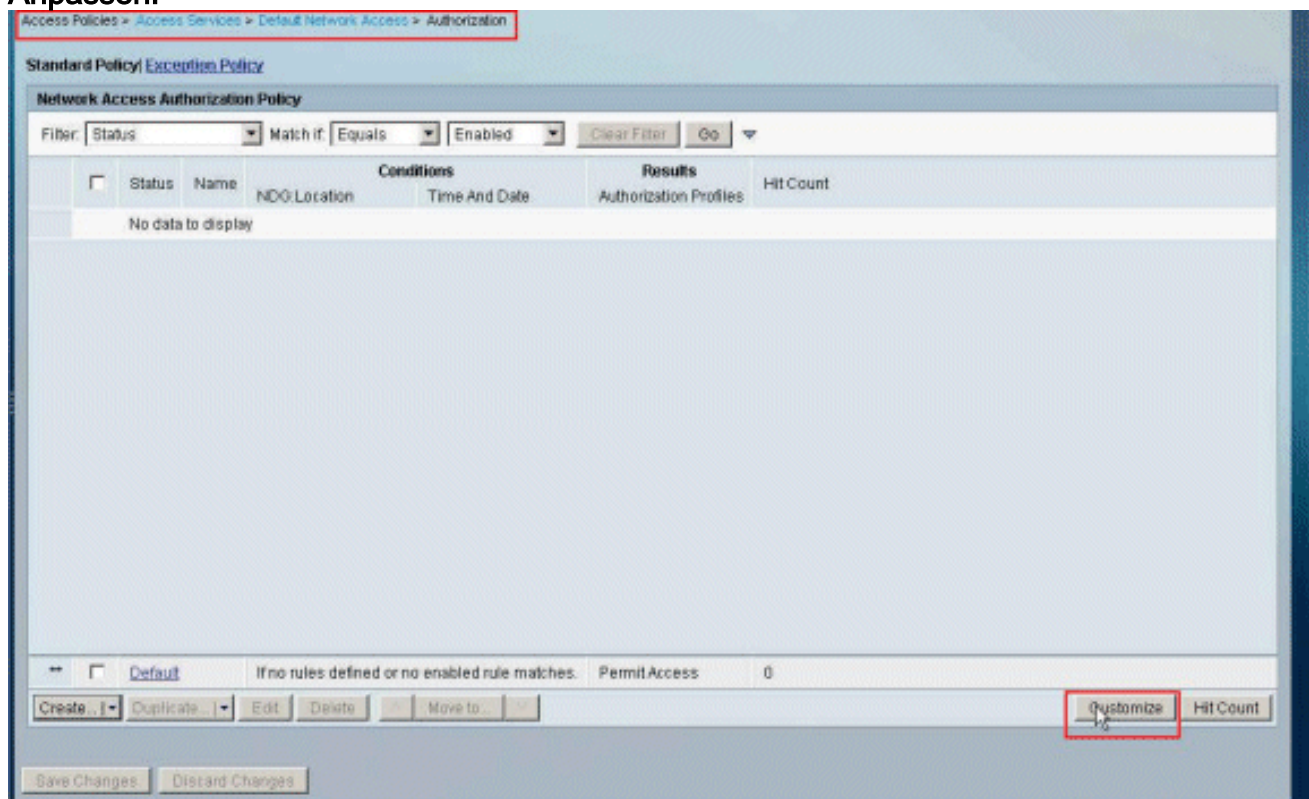 Anpassen.
Access Policies > Access Services > Default Network Access > Authorization
Standard Policy| Exception Policy
Network Access Authorization Policy
Filter: Status Match if: Equals Enabled Clear Filter Go
Status Name Conditions Results Hit Count
NDG:Location Time And Date Authorization Profiles
No data to display
** Default If no rules defined or no enabled rule matches. Permit Access 0
Create... Duplicate... Edit Delete Move to... Customize Hit Count
Save Changes Discard Changes